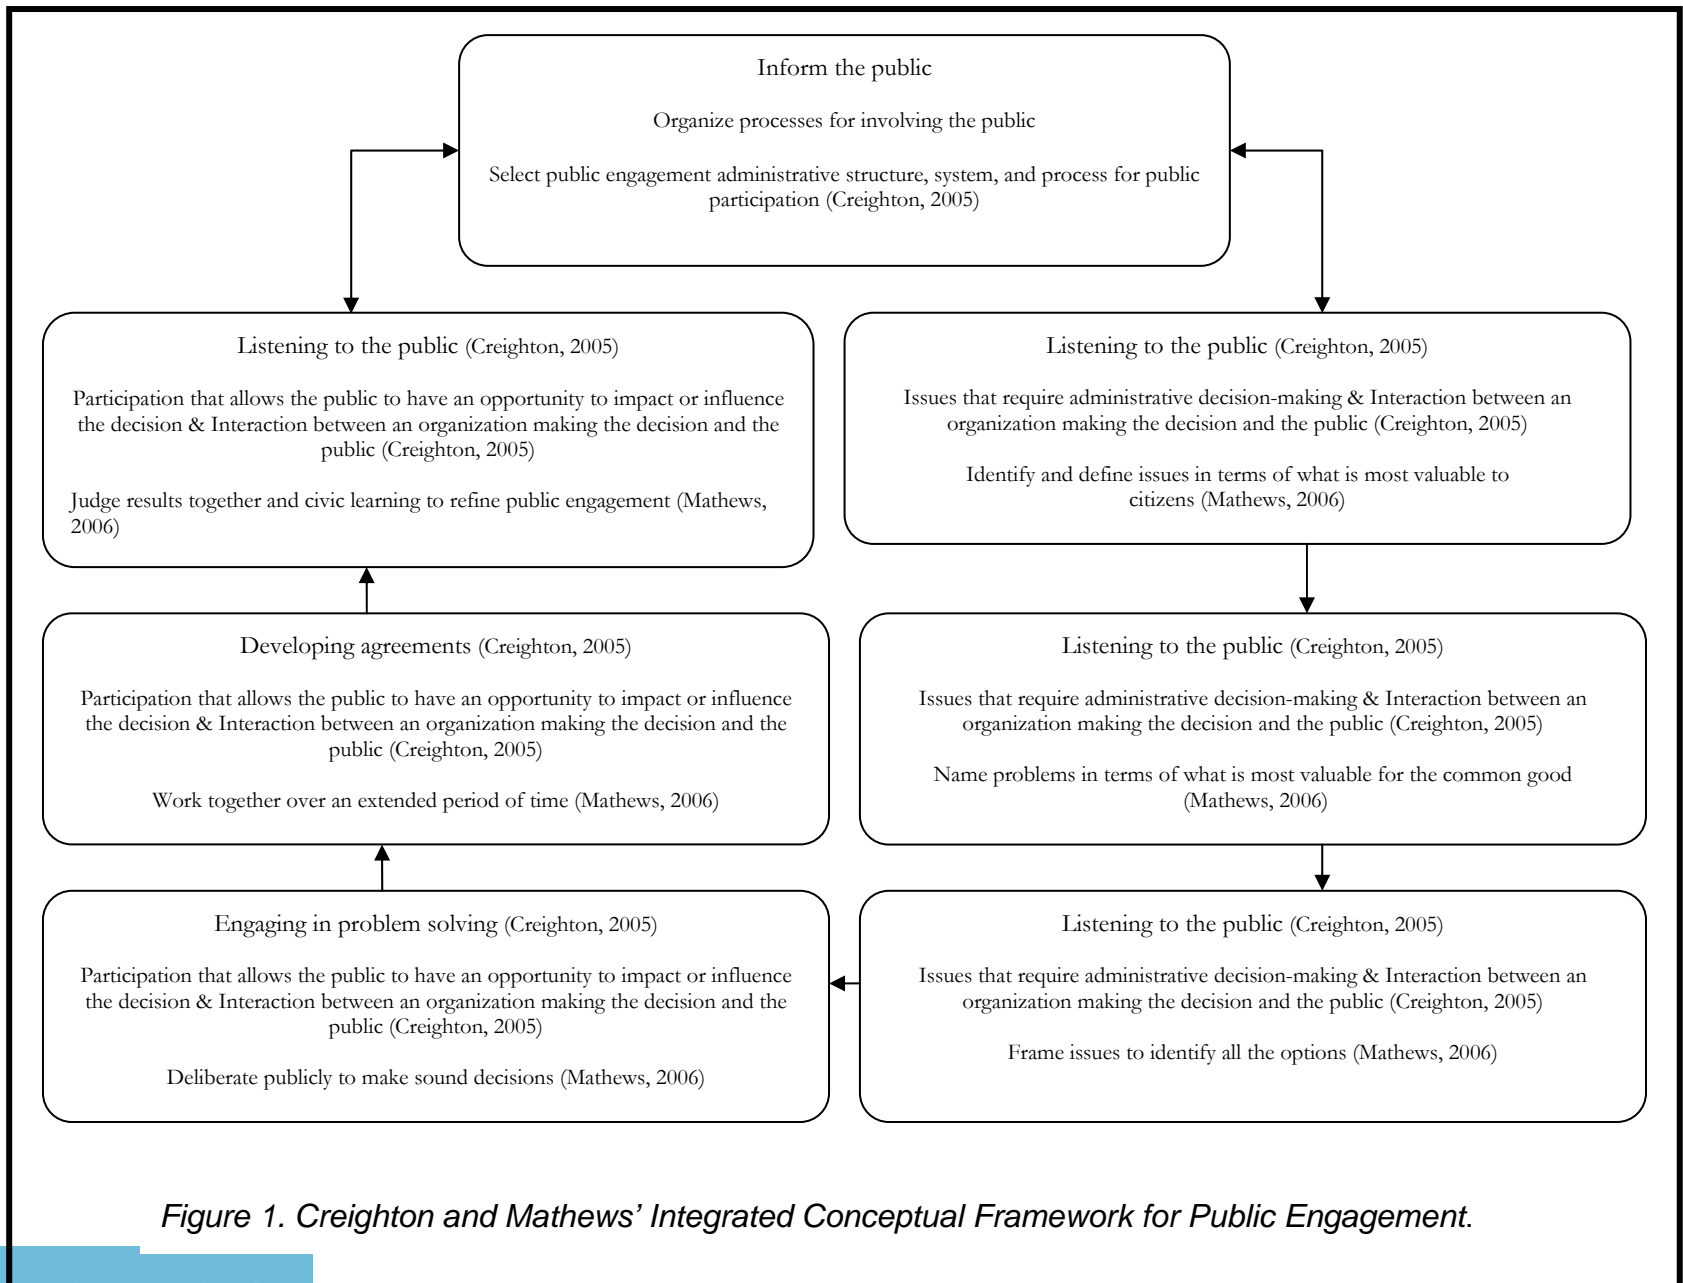 Inform the public
Organize processes for involving the public
Select public engagement administrative structure, system, and process for public
participation (Creighton, 2005)
Listening to the public (Creighton, 2005)
Participation that allows the public to have an opportunity to impact or influence
the decision & Interaction between an organization making the decision and the
public (Creighton, 2005)
Judge results together and civic learning to refine public engagement (Mathews,
2006)
Listening to the public (Creighton, 2005)
Issues that require administrative decision-making & Interaction between an
organization making the decision and the public (Creighton, 2005)
Identify and define issues in terms of what is most valuable to
citizens (Mathews, 2006)
Developing agreements (Creighton, 2005)
Participation that allows the public to have an opportunity to impact or influence
the decision & Interaction between an organization making the decision and the
public (Creighton, 2005)
Work together over an extended period of time (Mathews, 2006)
Listening to the public (Creighton, 2005)
Issues that require administrative decision-making & Interaction between an
organization making the decision and the public (Creighton, 2005)
Name problems in terms of what is most valuable for the common good
(Mathews, 2006)
Engaging in problem solving (Creighton, 2005)
Participation that allows the public to have an opportunity to impact or influence
the decision & Interaction between an organization making the decision and the
public (Creighton, 2005)
Deliberate publicly to make sound decisions (Mathews, 2006)
Listening to the public (Creighton, 2005)
Issues that require administrative decision-making & Interaction between an
organization making the decision and the public (Creighton, 2005)
Frame issues to identify all the options (Mathews, 2006)
Figure 1. Creighton and Mathews’ Integrated Conceptual Framework for Public Engagement.